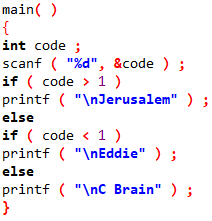 main( )
{
int code ;
scanf ( "%d", &code ) ;
if ( code > 1 )
printf ( "\nJerusalem" ) ;
else
if ( code < 1 )
printf ( "\nEddie" ) ;
else
printf ( "\nC Brain" ) ;
}